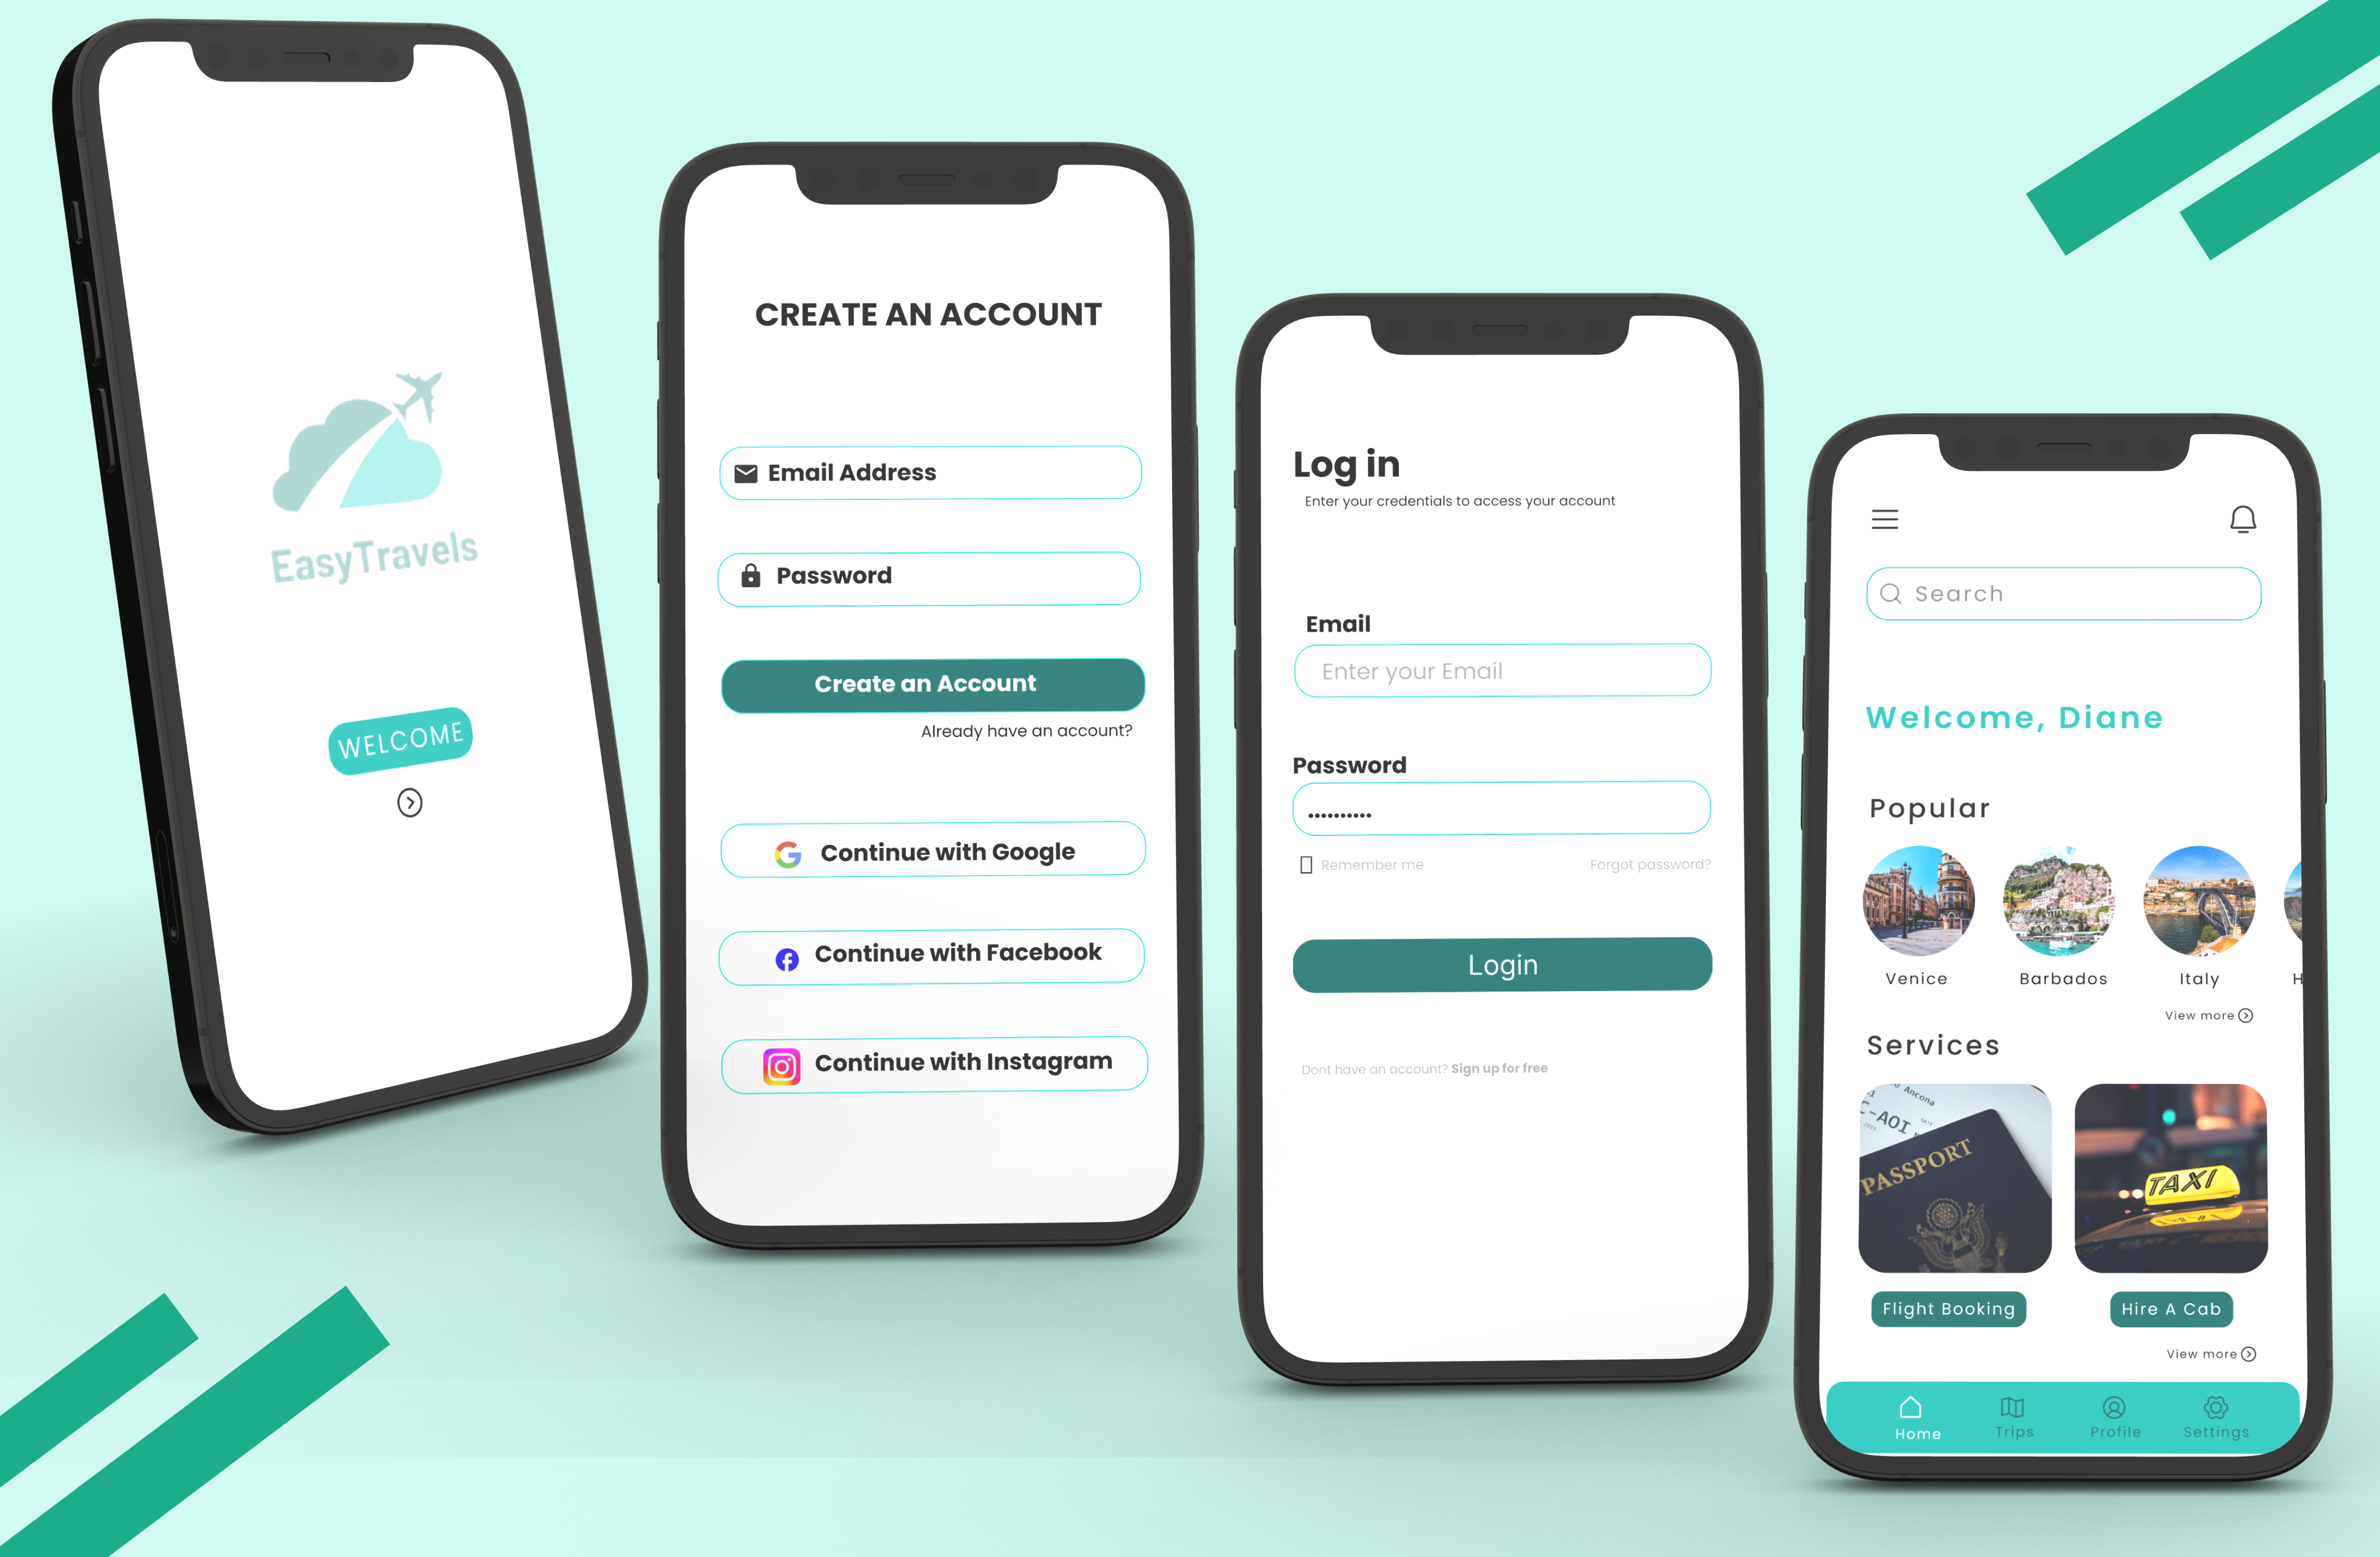 EasyTravels
WELCOME
CREATE AN ACCOUNT
Email Address
Password
Create an Account
Already have an account?
Continue with Google
Continue with Facebook
Continue with Instagram
Log in
Enter your credentials to access your account
Email
Enter your Email
Password
Remember me
Forgot password?
Login
Dont have an account? Sign up for free
Search
Welcome, Diane
Popular
Venice
Barbados
Italy
H
View more
Services
Ancona
C-AOI
GATE
PASSPORT
TAXI
Flight Booking
Hire A Cab
View more
Home
Trips
Profile
Settings